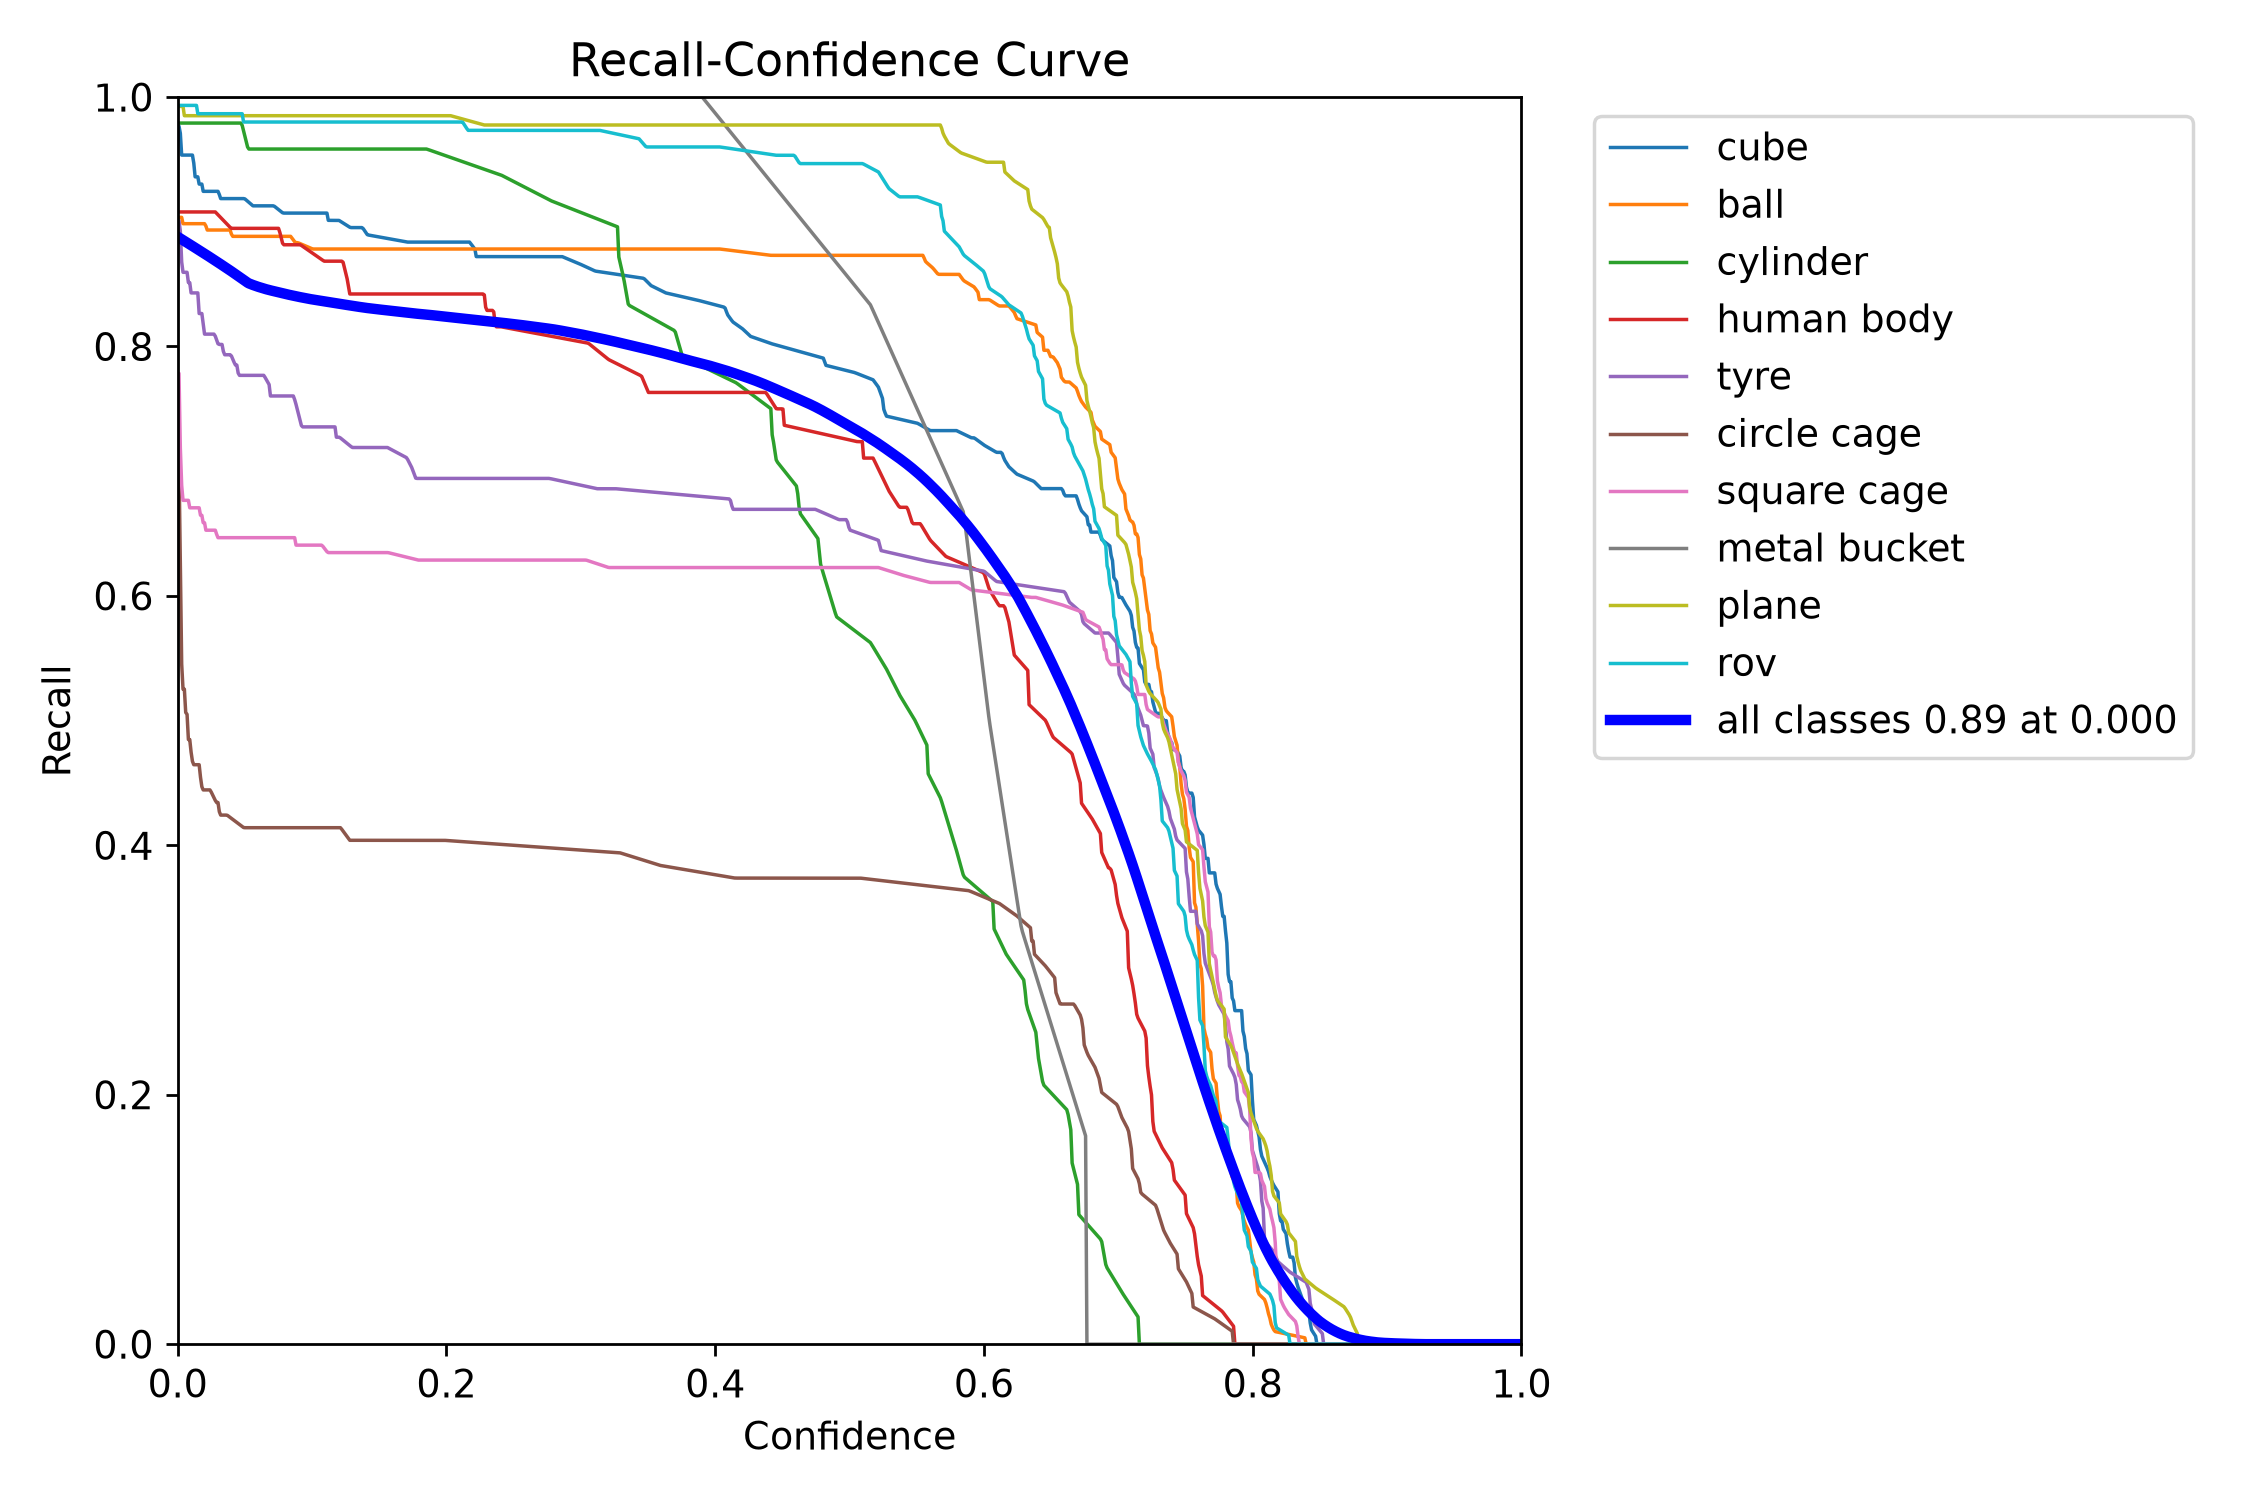 Recall-Confidence Curve
1.0
0.8
0.6
0.4
0.2
0.0
Recall
0.0 0.2 0.4 0.6 0.8 1.0
Confidence
cube
ball
cylinder
human body
tyre
circle cage
square cage
metal bucket
plane
rov
all classes 0.89 at 0.000